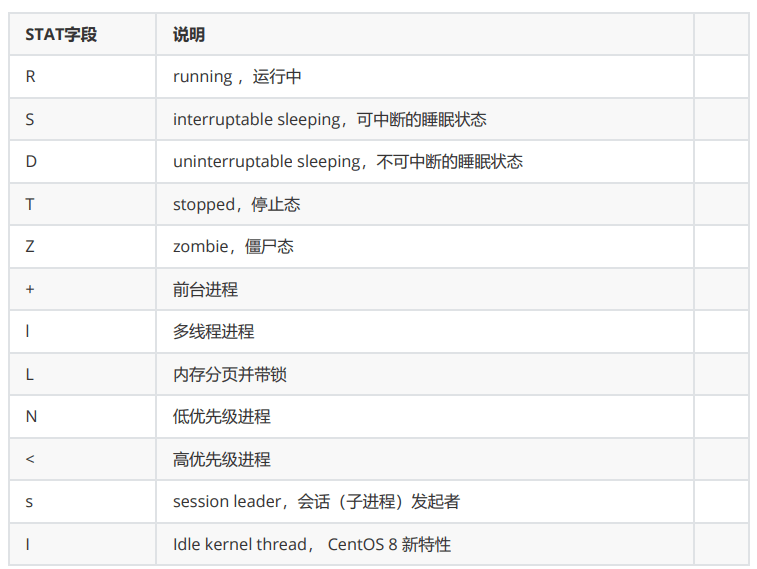 STAT字段 说明
R running ，运行中
S interruptable sleeping，可中断的睡眠状态
D uninterruptable sleeping，不可中断的睡眠状态
T stopped，停止态
Z zombie，僵尸态
+ 前台进程
l 多线程进程
L 内存分页并带锁
N 低优先级进程
< 高优先级进程
s session leader，会话（子进程）发起者
I Idle kernel thread， CentOS 8 新特性